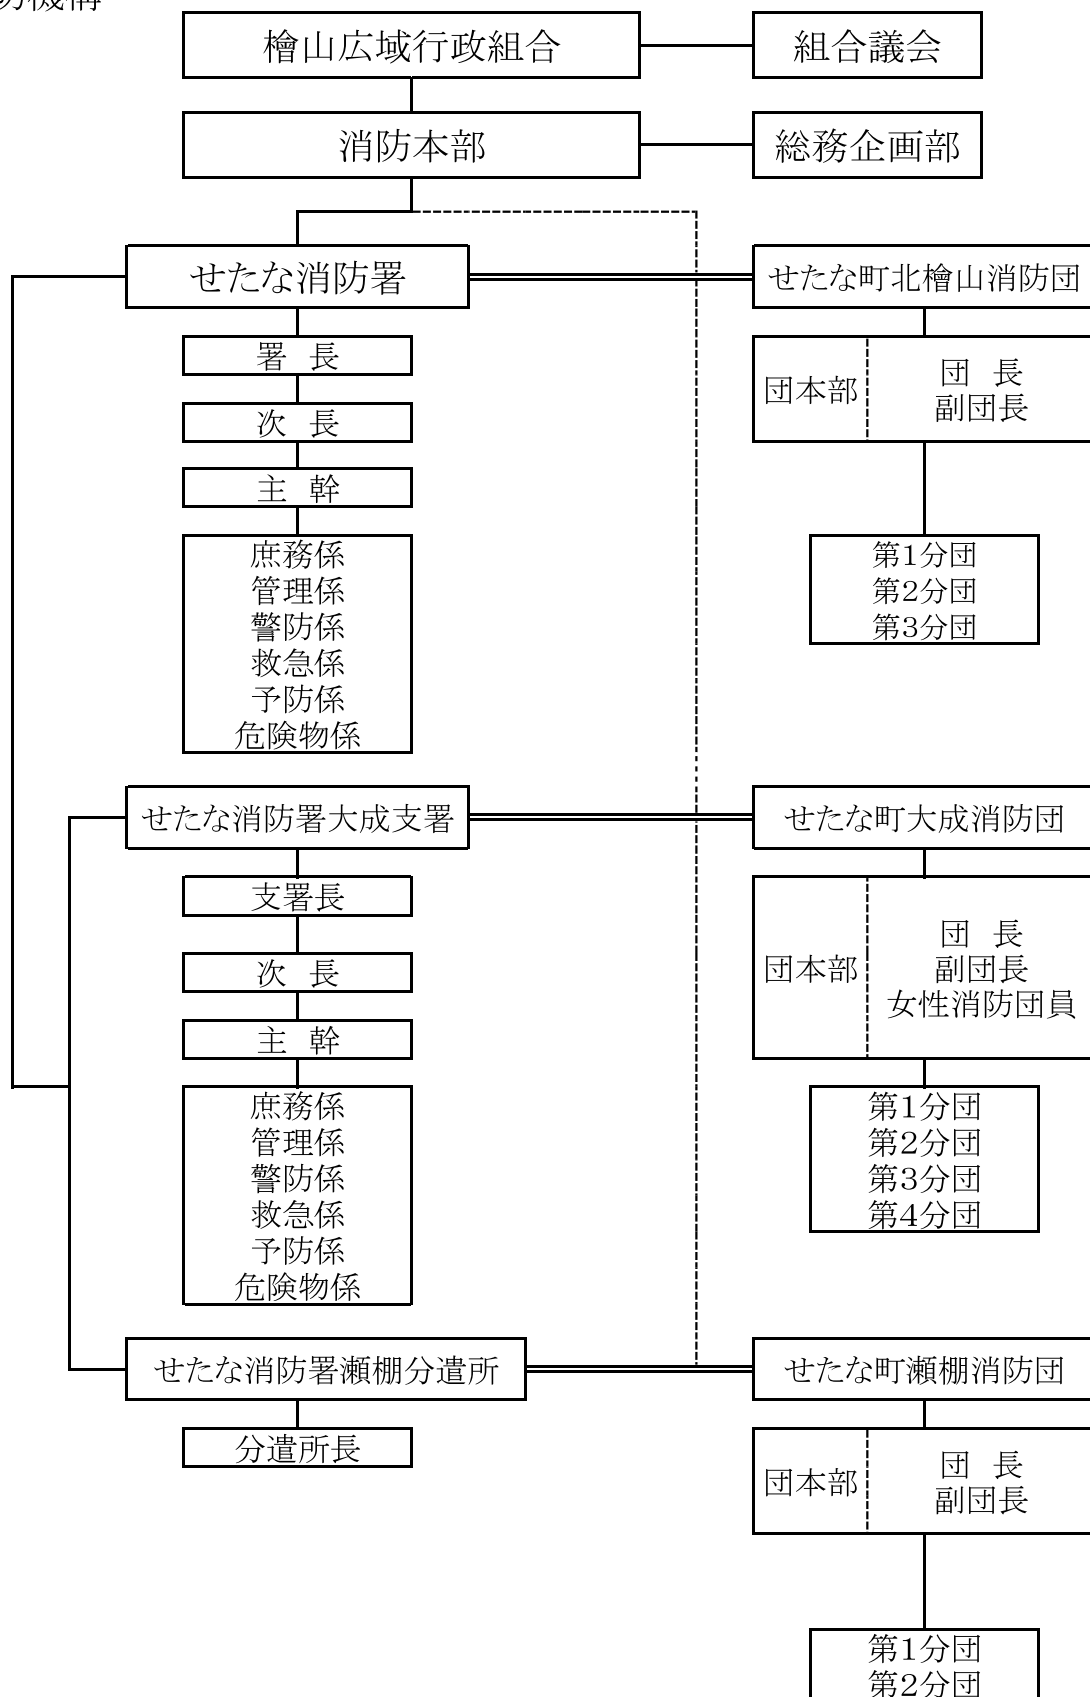 機構
檜山広域行政組合
組合議会
消防本部
総務企画部
せたな消防署
せたな町北檜山消防団
署 長
次 長
主 幹
庶務係
管理係
警防係
救急係
予防係
危険物係
団本部
団 長
副団長
第1分団
第2分団
第3分団
せたな消防署大成支署
せたな町大成消防団
支署長
次 長
主 幹
庶務係
管理係
警防係
救急係
予防係
危険物係
団本部
団 長
副団長
女性消防団員
第1分団
第2分団
第3分団
第4分団
せたな消防署瀬棚分遣所
せたな町瀬棚消防団
分遣所長
団本部
団 長
副団長
第1分団
第2分団